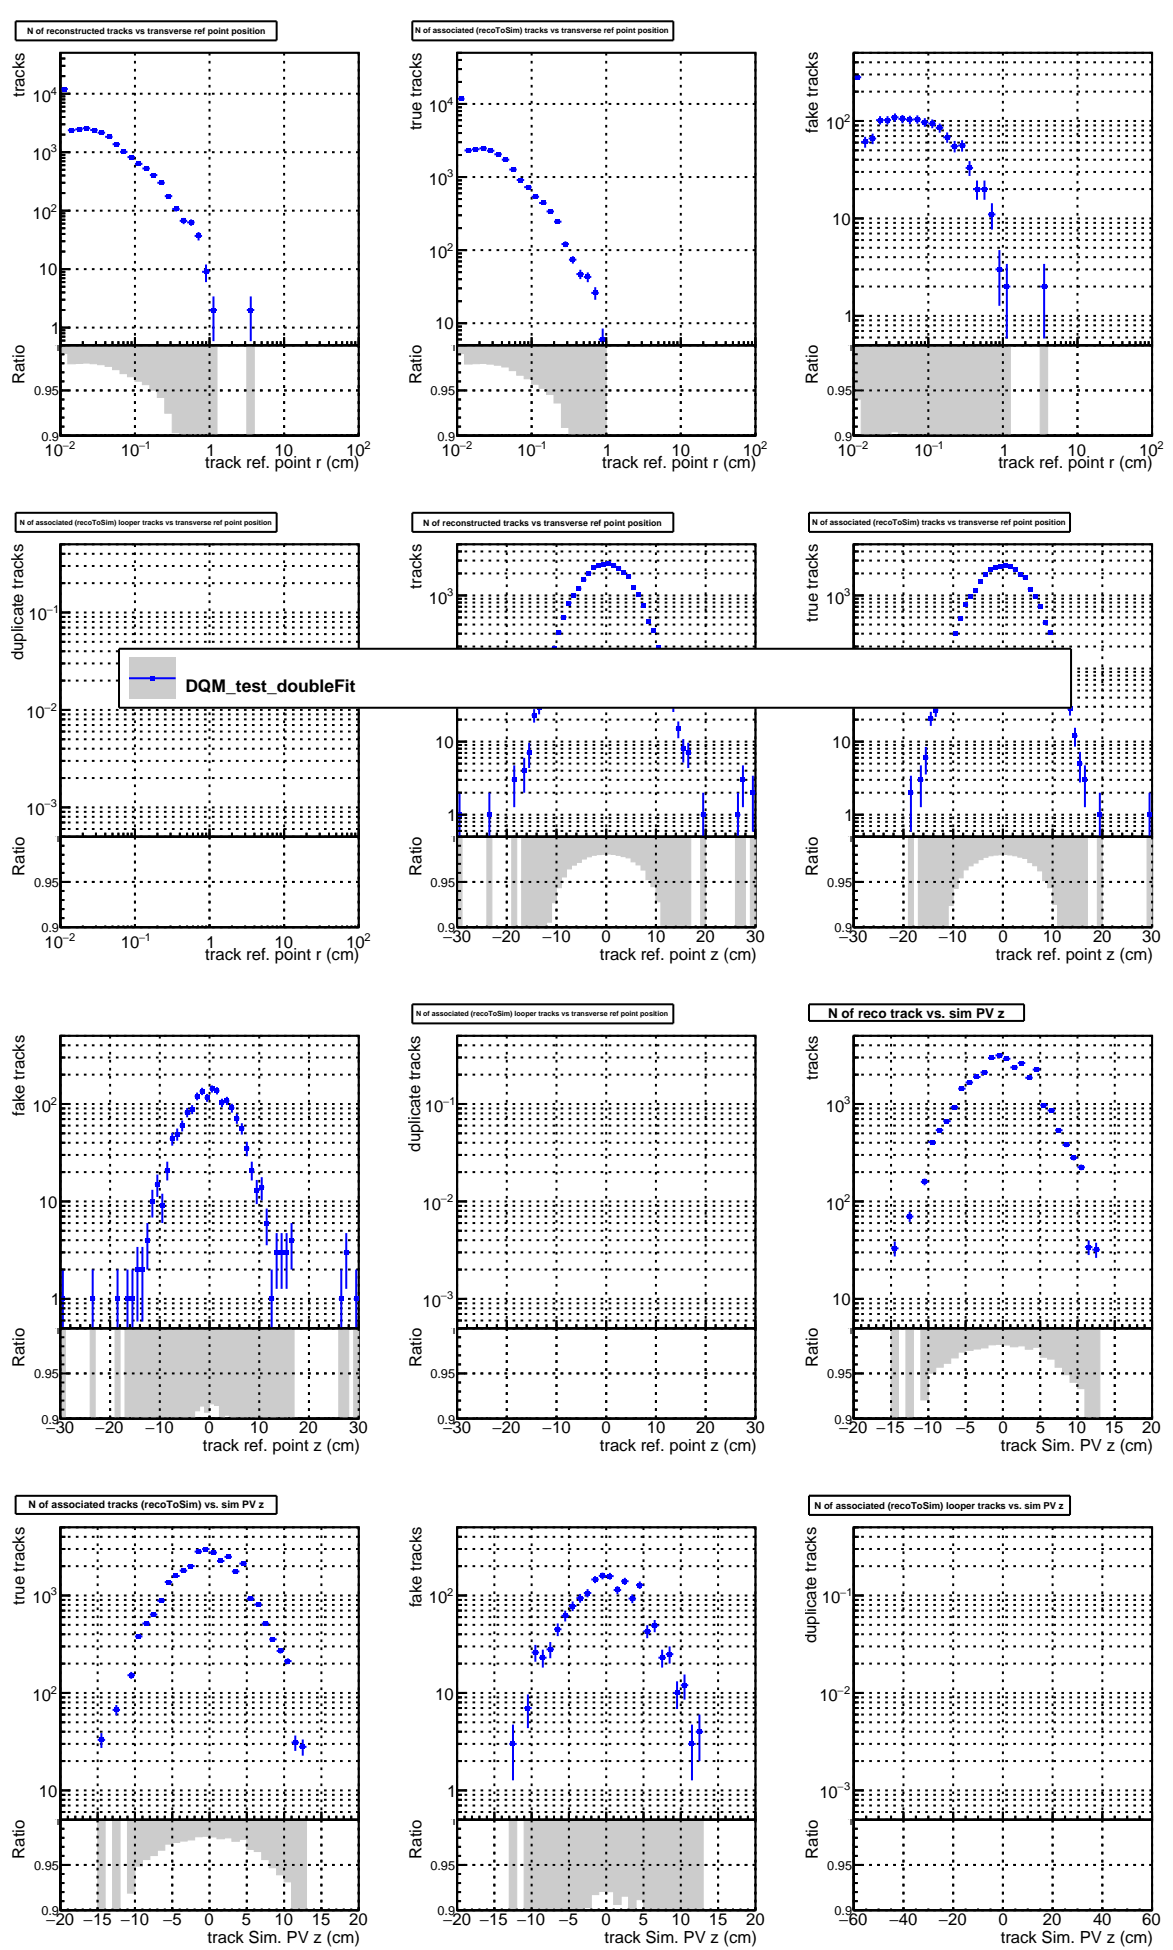 N of reconstructed tracks vs transverse ref point position
tracks
10^4
10^3
10^2
10
1
Ratio
0.95
0.9
10^−2 10^−1 1 10 10^2
track ref. point r (cm)
N of associated (recoToSim) tracks vs transverse ref point position
true tracks
10^4
10^3
10^2
10
Ratio
0.95
0.9
10^−2 10^−1 1 10 10^2
track ref. point r (cm)
fake tracks
10^2
10
1
Ratio
0.95
0.9
10^−2 10^−1 1 10 10^2
track ref. point r (cm)
N of associated (recoToSim) looper tracks vs transverse ref point position
duplicate tracks
10^−1
10^−2
10^−3
Ratio
0.95
0.9
10^−2 10^−1 1 10 10^2
track ref. point r (cm)
N of reconstructed tracks vs transverse ref point position
tracks
10^3
10
1
Ratio
0.95
0.9
−30 −20 −10 0 10 20 30
track ref. point z (cm)
N of associated (recoToSim) tracks vs transverse ref point position
true tracks
10^3
10
1
Ratio
0.95
0.9
−30 −20 −10 0 10 20 30
track ref. point z (cm)
DQM_test_doubleFit
fake tracks
10^2
10
1
Ratio
0.95
0.9
−30 −20 −10 0 10 20 30
track ref. point z (cm)
N of associated (recoToSim) looper tracks vs transverse ref point position
duplicate tracks
10^−1
10^−2
10^−3
Ratio
0.95
0.9
−30 −20 −10 0 10 20 30
track ref. point z (cm)
N of reco track vs. sim PV z
tracks
10^3
10^2
10
Ratio
0.95
0.9
−20 −15 −10 −5 0 5 10 15 20
track Sim. PV z (cm)
N of associated tracks (recoToSim) vs. sim PV z
true tracks
10^3
10^2
10
Ratio
0.95
0.9
−20 −15 −10 −5 0 5 10 15 20
track Sim. PV z (cm)
fake tracks
10^2
10
1
Ratio
0.95
0.9
−20 −15 −10 −5 0 5 10 15 20
track Sim. PV z (cm)
N of associated (recoToSim) looper tracks vs. sim PV z
duplicate tracks
10^−1
10^−2
10^−3
Ratio
0.95
0.9
−60 −40 −20 0 20 40 60
track Sim. PV z (cm)